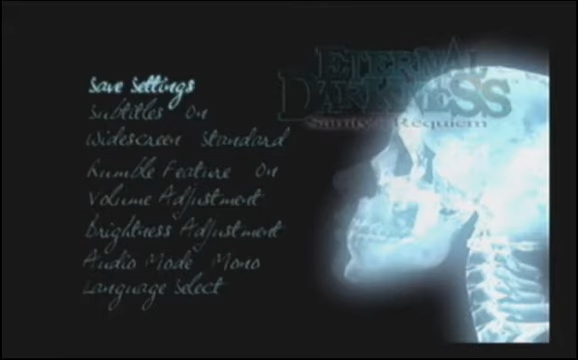 ETERNAL
DARKNESS
Sanity's Requiem
Save Settings
Subtitles On
Widescreen Standard
Rumble Feature On
Volume Adjustment
Brightness Adjustment
Audio Mode Mono
Language Select